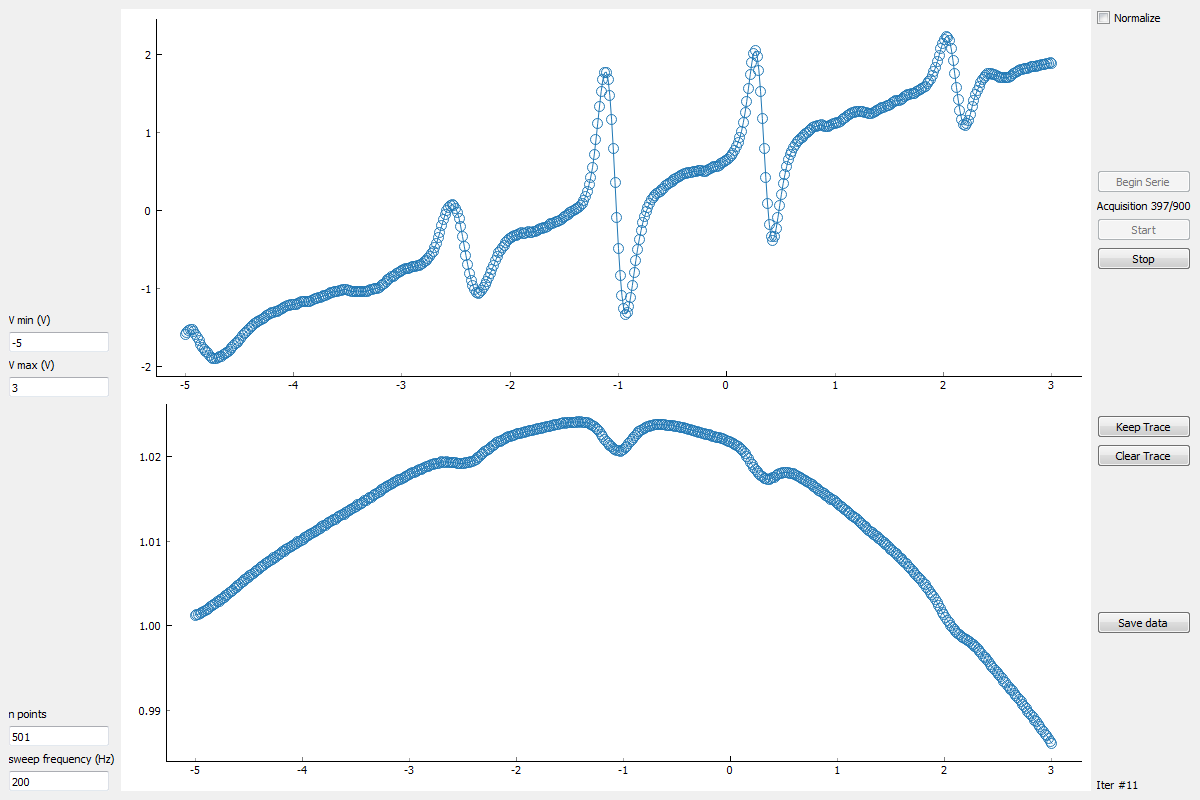 Normalize
2
1
0
-1
-2
-5
-4
-3
-2
-1
0
1
2
3
Begin Serie
Acquisition 397/900
Start
Stop
V min (V)
-5
V max (V)
3
Keep Trace
Clear Trace
1.02
1.01
1.00
0.99
-5
-4
-3
-2
-1
0
1
2
3
Save data
n points
501
sweep frequency (Hz)
200
Iter #11